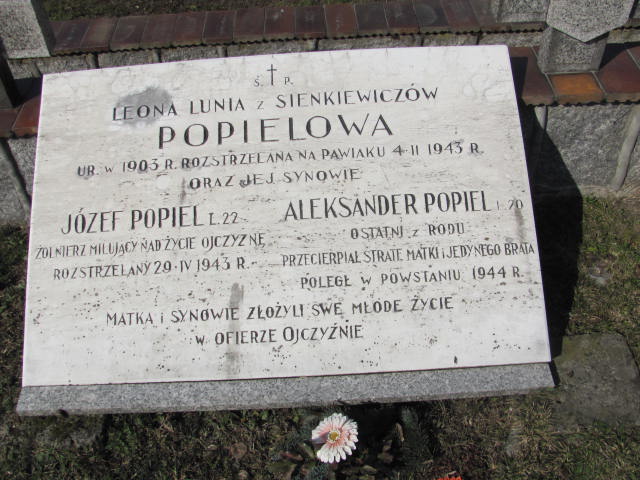 Ś. † P.
LEONA LUNIA z SIENKIEWICZÓW
POPIELOWA
UR. W 1903 R. ROZSTRZELANA NA PAWIAKU 4-II 1943 R.
ORAZ JEJ SYNOWIE
JÓZEF POPIEL L. 22
ŻOŁNIERZ MIŁUJĄCY NAD ŻYCIE OJCZYZNĘ
ROZSTRZELANY 29-IV 1943 R.-
ALEKSANDER POPIEL L. 20
OSTATNI z RODU
PRZECIERPIAŁ STRATĘ MATKI i JEDYNEGO BRATA
POLEGŁ W POWSTANIU 1944 R.
MATKA i SYNOWIE ZŁOŻYLI SWE MŁODE ŻYCIE
W OFIERZE OJCZYŹNIE